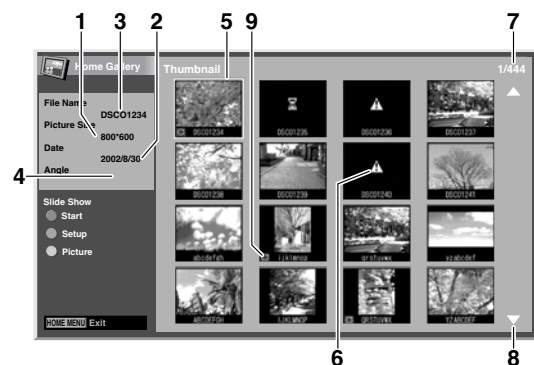 1 3 2 5 9 7
Home Gallery
Thumbnail
1/444
File Name
DSCO1234
Picture Size
800*600
Date
2002/8/30
Angle
4
Slide Show
Start
Setup
Picture
HOME MENU Exit
DSC01234 DSC01235 DSC01236 DSC01237
DSC01238 DSC01239 DSC01240 DSC01241
abcdefgh ijklmnop qrstuvwx yzabcdef
ABCDEFGH IJKLMNOP QRSTUVWX YZABCDEF
6 8